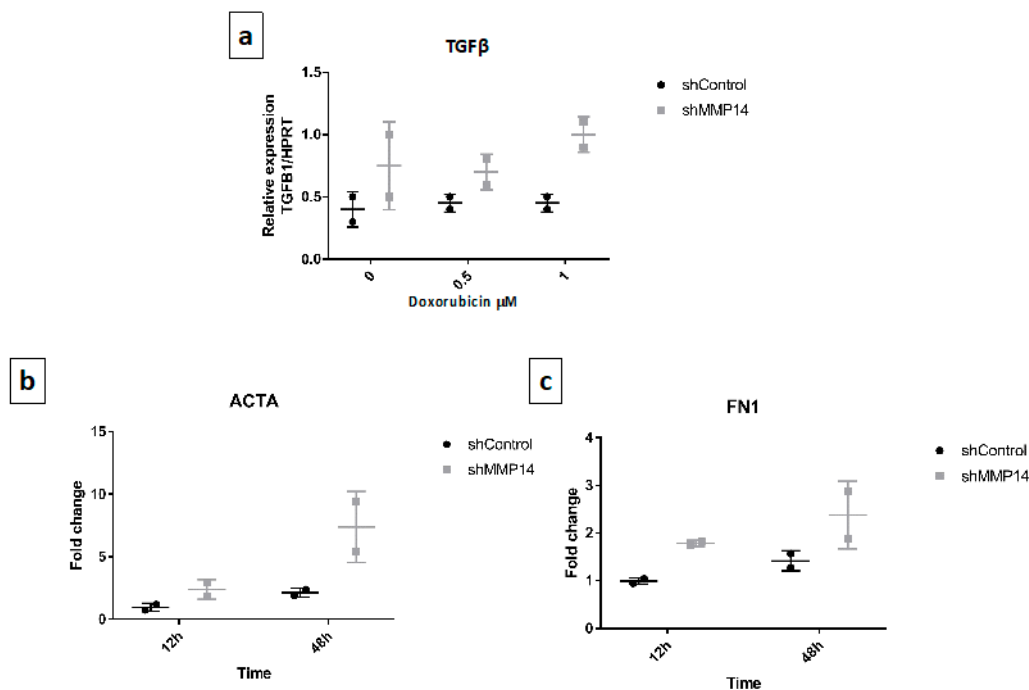 a
TGFβ
Relative expression
TGFB1/HPRT
1.5
1.0
0.5
0.0
0
0.5
1
Doxorubicin μM
shControl
shMMP14
b
ACTA
Fold change
15
10
5
0
12h
48h
Time
shControl
shMMP14
c
FN1
Fold change
4
3
2
1
0
12h
48h
Time
shControl
shMMP14